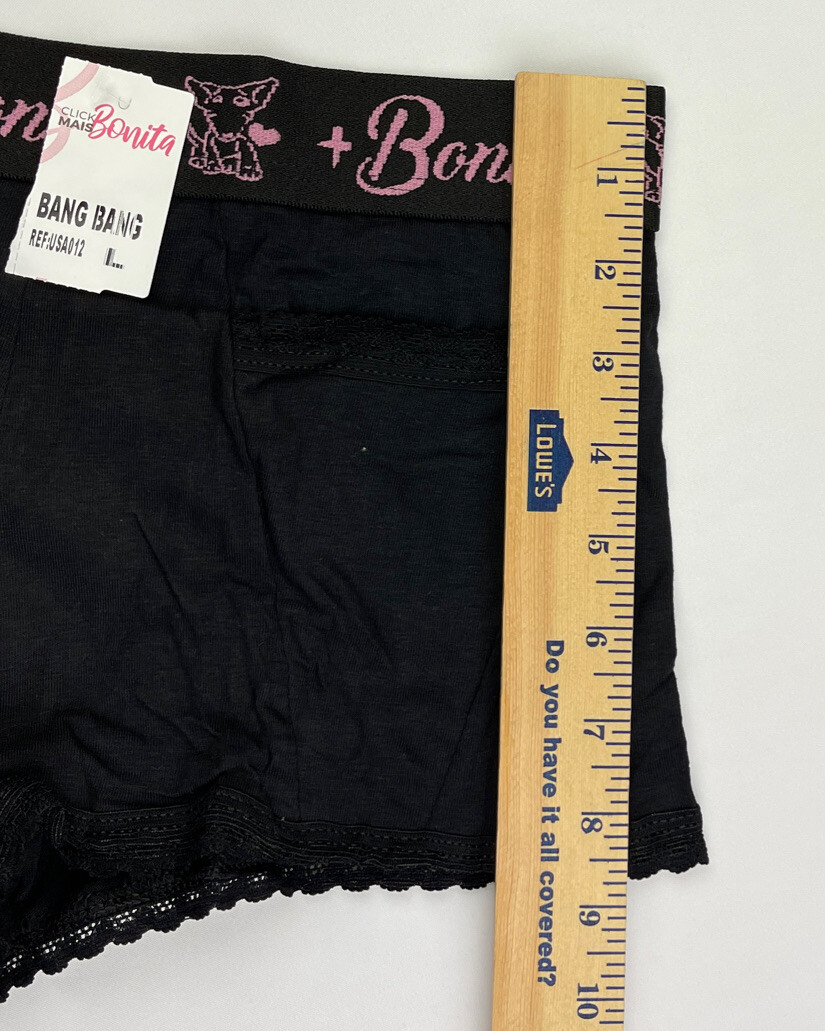 +Bon
CLICK
MAIS Bonita
BANG BANG
REF:USA012 L
LOWE'S
Do you have it all covered?
1
2
3
4
5
6
7
8
9
10